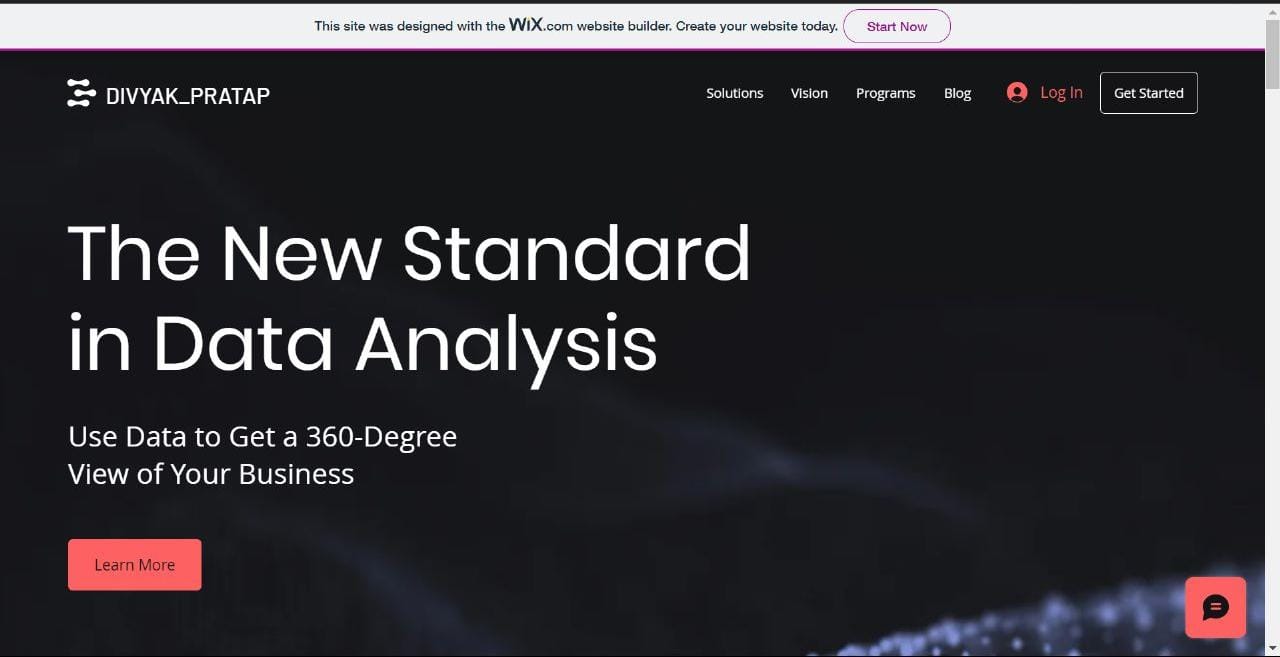 This site was designed with the WiX.com website builder. Create your website today. Start Now
DIVYAK_PRATAP Solutions Vision Programs Blog Log In Get Started
The New Standard
in Data Analysis
Use Data to Get a 360-Degree
View of Your Business
Learn More